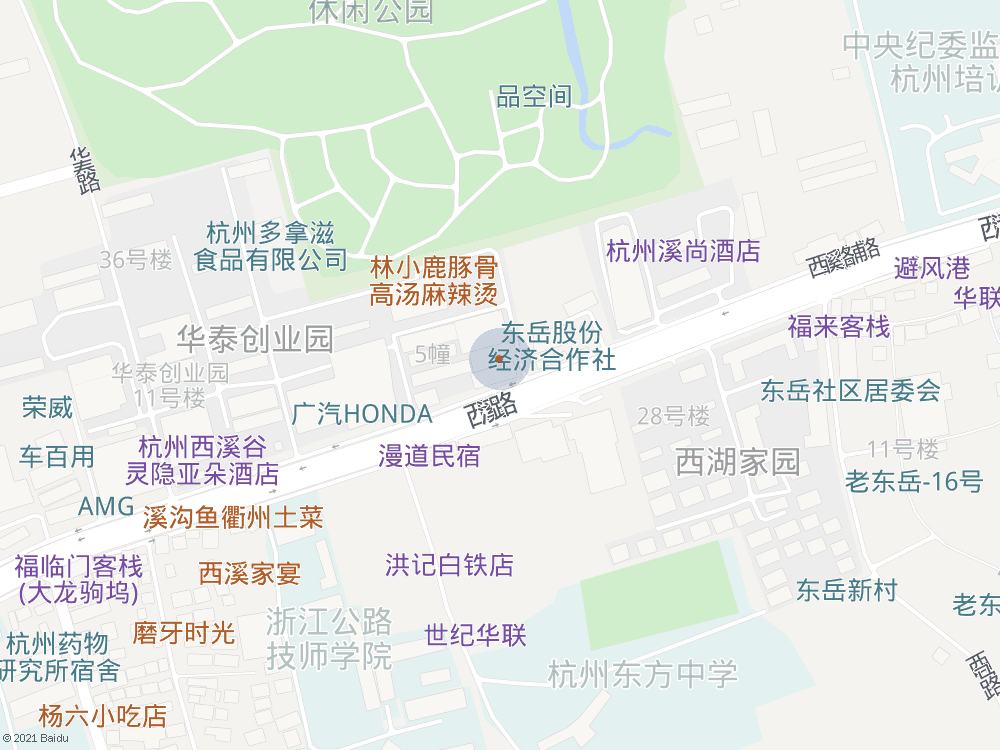 休闲公园
中央纪委监
杭州培训
品空间
华泰路
杭州多拿滋
食品有限公司
36号楼
林小鹿豚骨
高汤麻辣烫
杭州溪尚酒店
西溪路辅路
避风港
华联
福来客栈
东岳股份
经济合作社
华泰创业园
5幢
华泰创业园
11号楼
荣威
广汽HONDA
西溪路
28号楼
东岳社区居委会
车百用
杭州西溪谷
灵隐亚朵酒店
漫道民宿
西湖家园
11号楼
老东岳-16号
AMG
溪沟鱼衢州土菜
福临门客栈
(大龙驹坞)
西溪家宴
洪记白铁店
东岳新村
老东
磨牙时光
浙江公路
技师学院
世纪华联
杭州药物
研究所宿舍
杭州东方中学
杨六小吃店
© 2021 Baidu